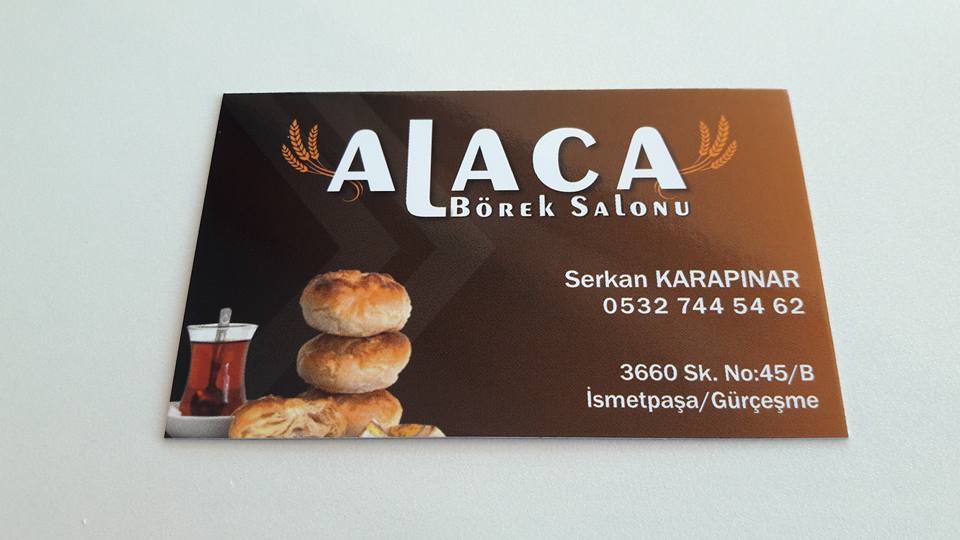 ALACA
BÖREK SALONU
Serkan KARAPINAR
0532 744 54 62
3660 Sk. No:45/B
İsmetpaşa/Gürçeşme